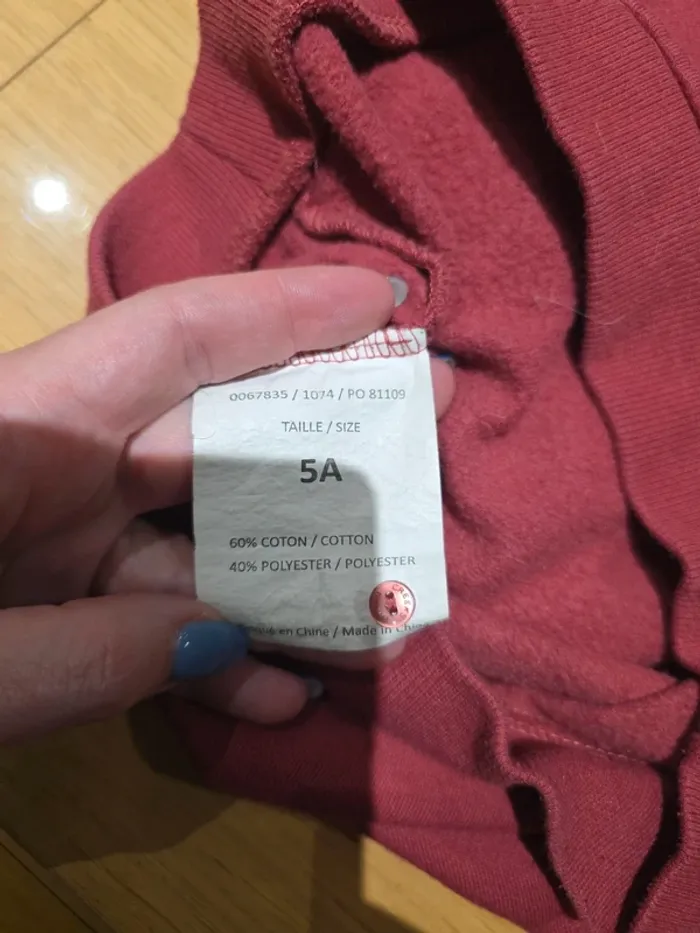 0067835 / 1074 / PO 81109
TAILLE / SIZE
5A
60% COTON / COTTON
40% POLYESTER / POLYESTER
en Chine / Made in China